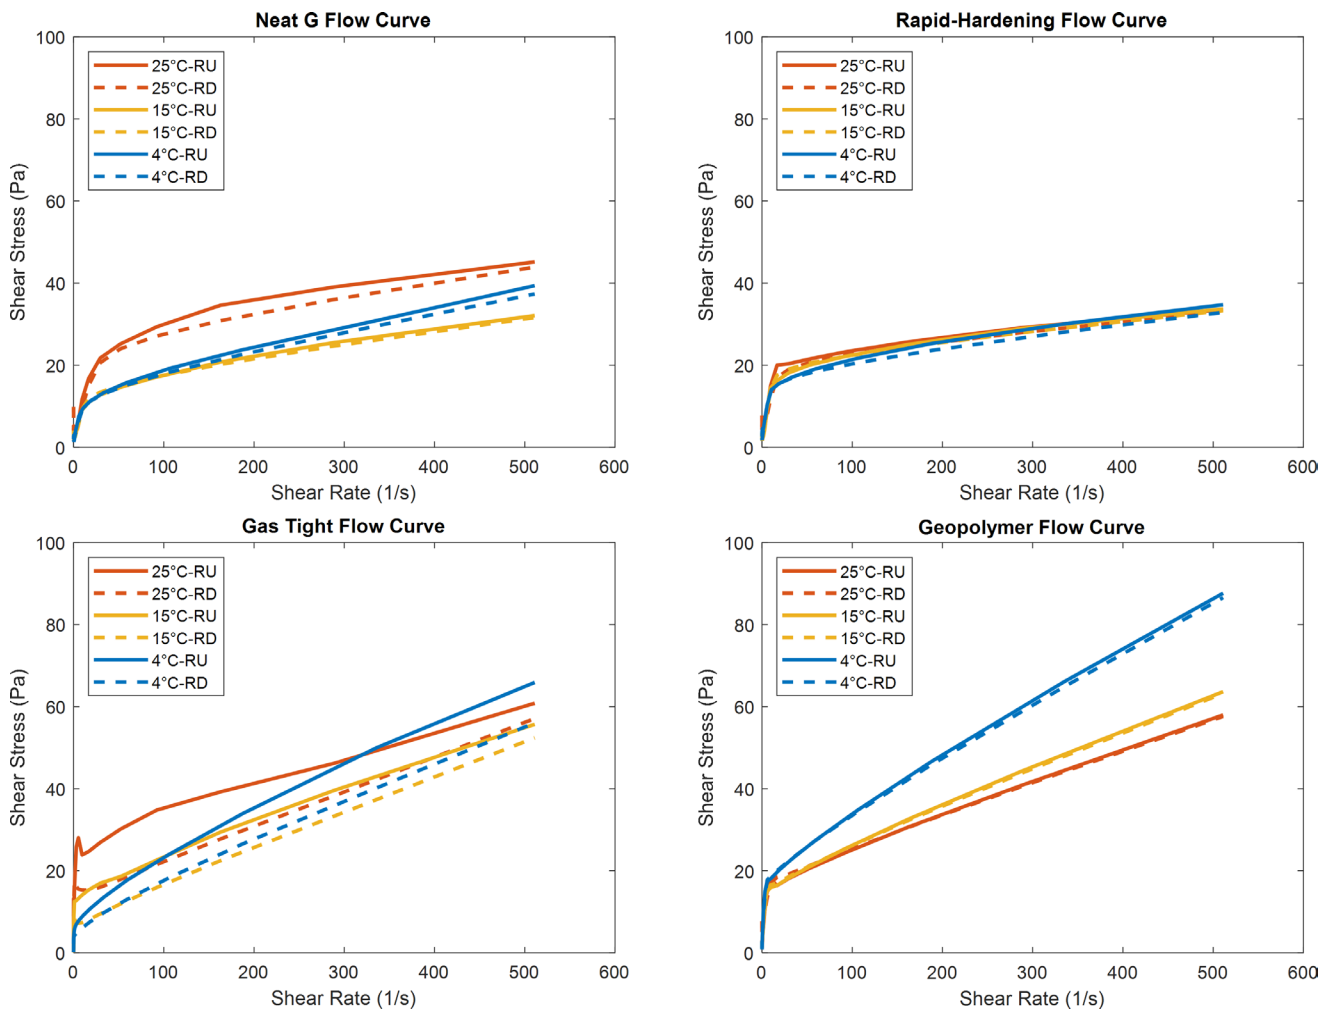 Neat G Flow Curve
100
80
60
40
20
0
Shear Stress (Pa)
25°C-RU
25°C-RD
15°C-RU
15°C-RD
4°C-RU
4°C-RD
0 100 200 300 400 500 600
Shear Rate (1/s)
Rapid-Hardening Flow Curve
100
80
60
40
20
0
Shear Stress (Pa)
25°C-RU
25°C-RD
15°C-RU
15°C-RD
4°C-RU
4°C-RD
0 100 200 300 400 500 600
Shear Rate (1/s)
Gas Tight Flow Curve
100
80
60
40
20
0
Shear Stress (Pa)
25°C-RU
25°C-RD
15°C-RU
15°C-RD
4°C-RU
4°C-RD
0 100 200 300 400 500 600
Shear Rate (1/s)
Geopolymer Flow Curve
100
80
60
40
20
0
Shear Stress (Pa)
25°C-RU
25°C-RD
15°C-RU
15°C-RD
4°C-RU
4°C-RD
0 100 200 300 400 500 600
Shear Rate (1/s)